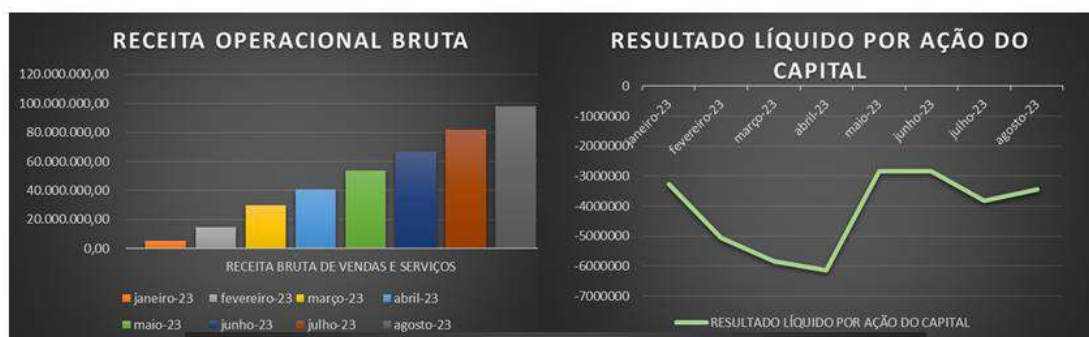 RECEITA OPERACIONAL BRUTA
120.000.000,00
100.000.000,00
80.000.000,00
60.000.000,00
40.000.000,00
20.000.000,00
0,00
RECEITA BRUTA DE VENDAS E SERVIÇOS
janeiro-23 fevereiro-23 março-23 abril-23
maio-23 junho-23 julho-23 agosto-23
RESULTADO LÍQUIDO POR AÇÃO DO
CAPITAL
0
-1000000
-2000000
-3000000
-4000000
-5000000
-6000000
-7000000
janeiro-23 fevereiro-23 março-23 abril-23 maio-23 junho-23 julho-23 agosto-23
RESULTADO LÍQUIDO POR AÇÃO DO CAPITAL